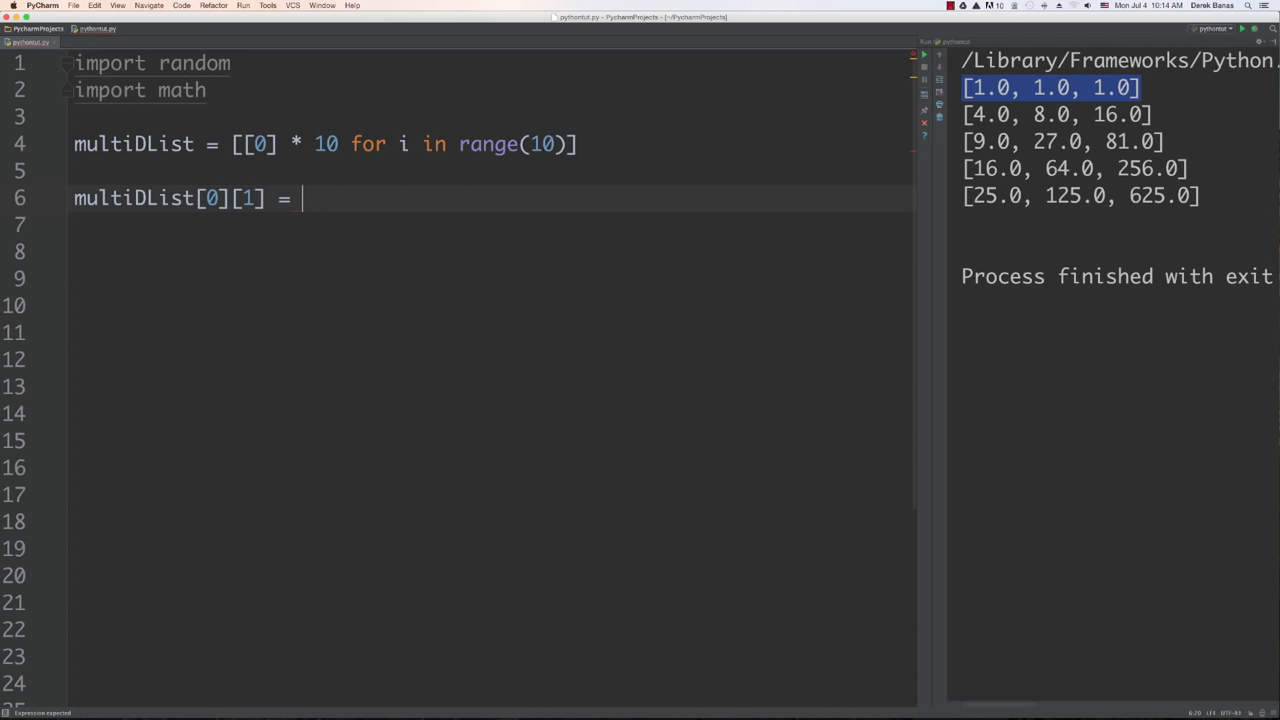 PyCharm File Edit View Navigate Code Refactor Run Tools VCS Window Help
10 Mon Jul 4 10:14 AM Derek Banas
pythontut.py - PycharmProjects - [~/PycharmProjects]
PycharmProjects pythontut.py
pythontut
pythontut.py
Run pythontut
1 import random
2 import math
3
4 multiDList = [[0] * 10 for i in range(10)]
5
6 multiDList[0][1] =
7
8
9
10
11
12
13
14
15
16
17
18
19
20
21
22
23
24
/Library/Frameworks/Python.
[1.0, 1.0, 1.0]
[4.0, 8.0, 16.0]
[9.0, 27.0, 81.0]
[16.0, 64.0, 256.0]
[25.0, 125.0, 625.0]
Process finished with exit
Expression expected
6:20 LF‡ UTF-8‡